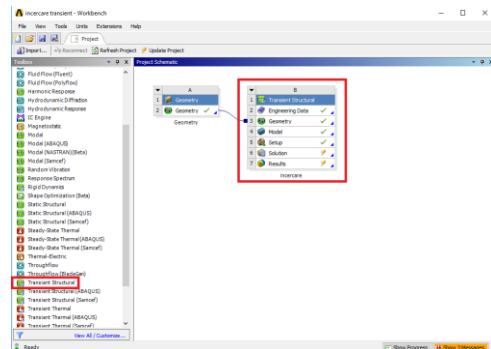 incercare transient - Workbench
File View Tools Units Extensions Help
Project
Import... Reconnect Refresh Project Update Project
Toolbox
Project Schematic
Fluid Flow (Fluent)
Fluid Flow (Polyflow)
Harmonic Response
Hydrodynamic Diffraction
Hydrodynamic Response
IC Engine
Magnetostatic
Modal
Modal (ABAQUS)
Modal (NASTRAN)(Beta)
Modal (Samcef)
Random Vibration
Response Spectrum
Rigid Dynamics
Shape Optimization (Beta)
Static Structural
Static Structural (ABAQUS)
Static Structural (Samcef)
Steady-State Thermal
Steady-State Thermal (ABAQUS)
Steady-State Thermal (Samcef)
Thermal-Electric
Throughflow
Throughflow (BladeGen)
Transient Structural
Transient Structural (ABAQUS)
Transient Structural (Samcef)
Transient Thermal
Transient Thermal (ABAQUS)
Transient Thermal (Samcef)
View All / Customize...
A
1 Geometry
2 Geometry
Geometry
B
1 Transient Structural
2 Engineering Data
3 Geometry
4 Model
5 Setup
6 Solution
7 Results
incercare
Ready
Show Progress